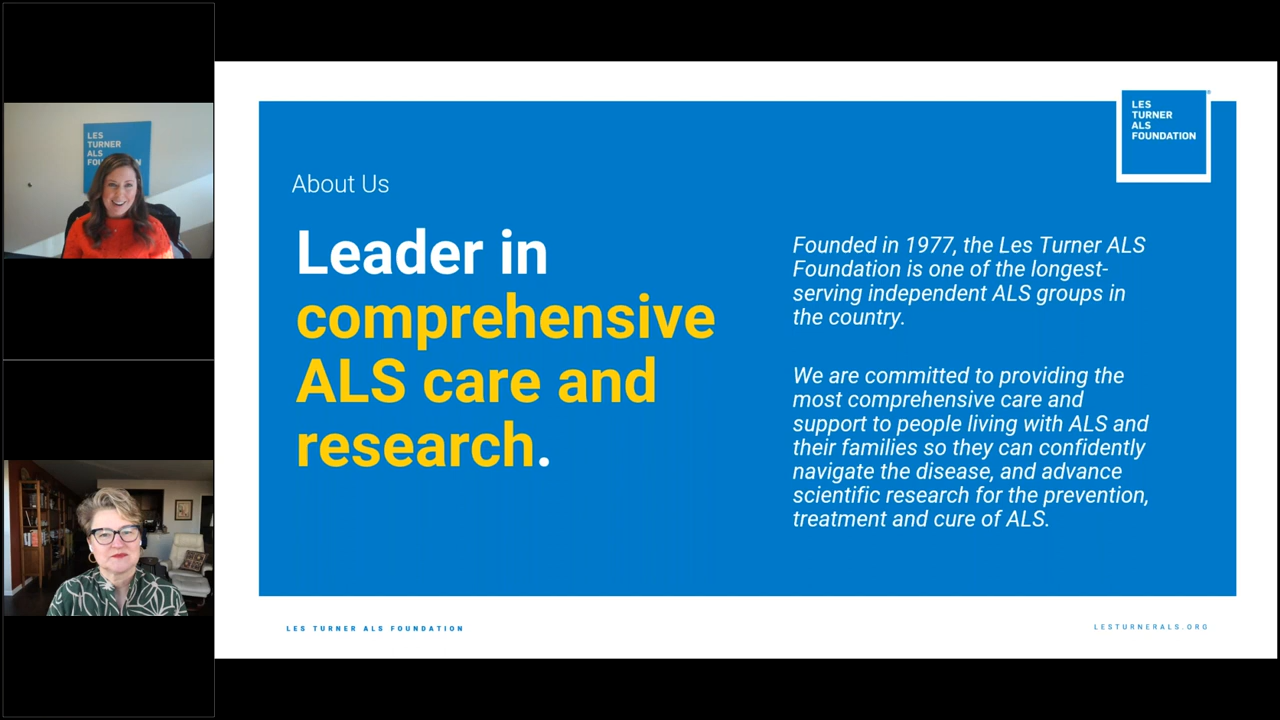 LES
TURNER
ALS
FOUNDATION
About Us
Leader in
comprehensive
ALS care and
research.
Founded in 1977, the Les Turner ALS
Foundation is one of the longest-
serving independent ALS groups in
the country.
We are committed to providing the
most comprehensive care and
support to people living with ALS and
their families so they can confidently
navigate the disease, and advance
scientific research for the prevention,
treatment and cure of ALS.
LES TURNER ALS FOUNDATION
LESTURNERALS.ORG
LES
TURNER
ALS